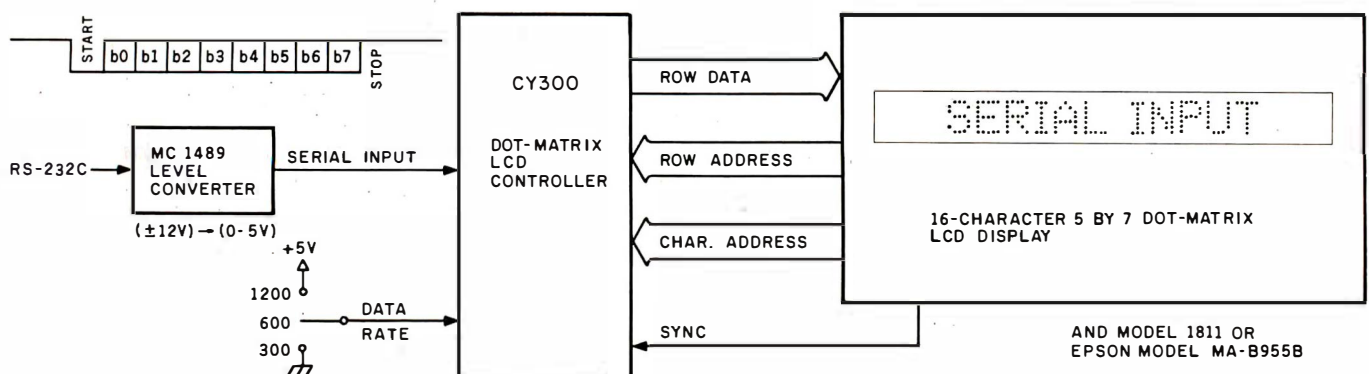 START
b0 b1 b2 b3 b4 b5 b6 b7
STOP
RS-232C
MC 1489
LEVEL
CONVERTER
(±12V)→(0-5V)
SERIAL INPUT
+5V
1200
600
300
DATA
RATE
CY300
DOT-MATRIX
LCD
CONTROLLER
ROW DATA
ROW ADDRESS
CHAR. ADDRESS
SYNC
SERIAL INPUT
16-CHARACTER 5 BY 7 DOT-MATRIX
LCD DISPLAY
AND MODEL 1811 OR
EPSON MODEL MA-B955B